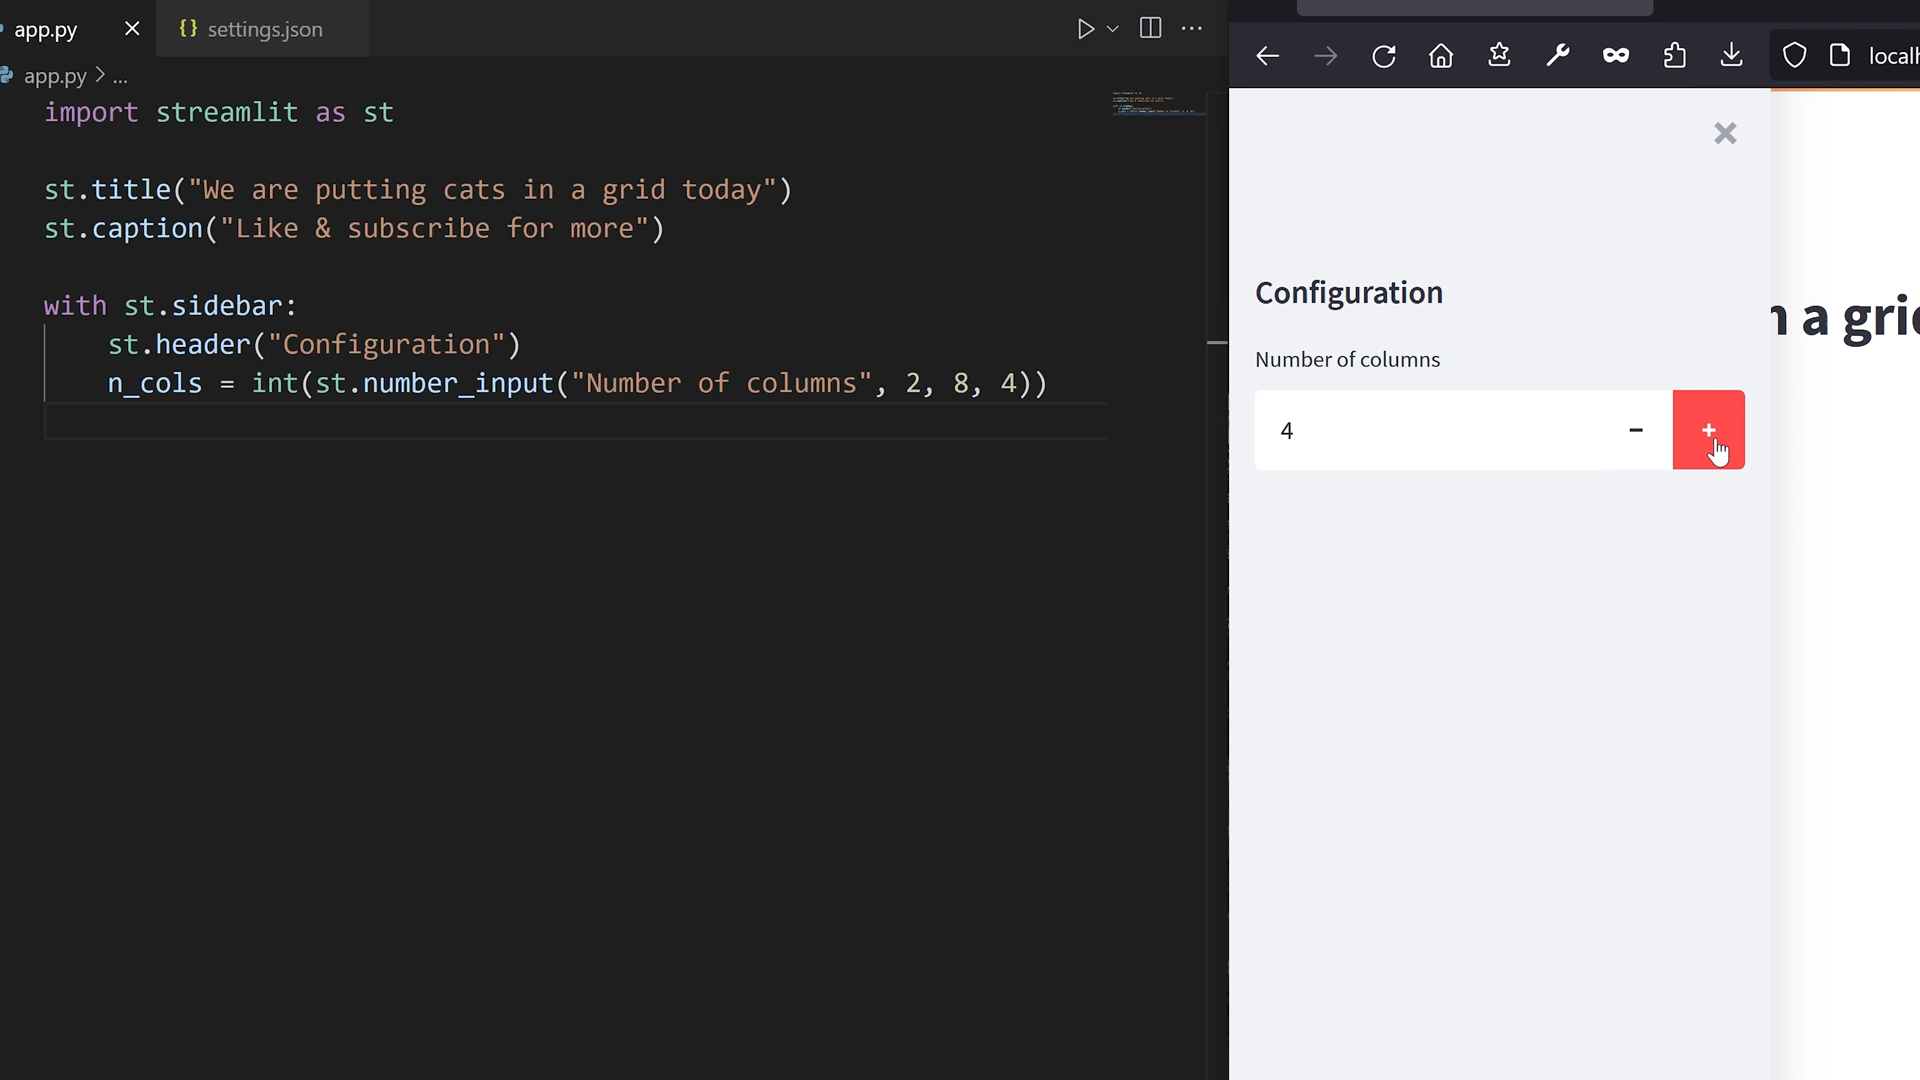 app.py
{} settings.json
app.py > ...
import streamlit as st
st.title("We are putting cats in a grid today")
st.caption("Like & subscribe for more")
with st.sidebar:
st.header("Configuration")
n_cols = int(st.number_input("Number of columns", 2, 8, 4))
localh
Configuration
Number of columns
4
- +
n a grid